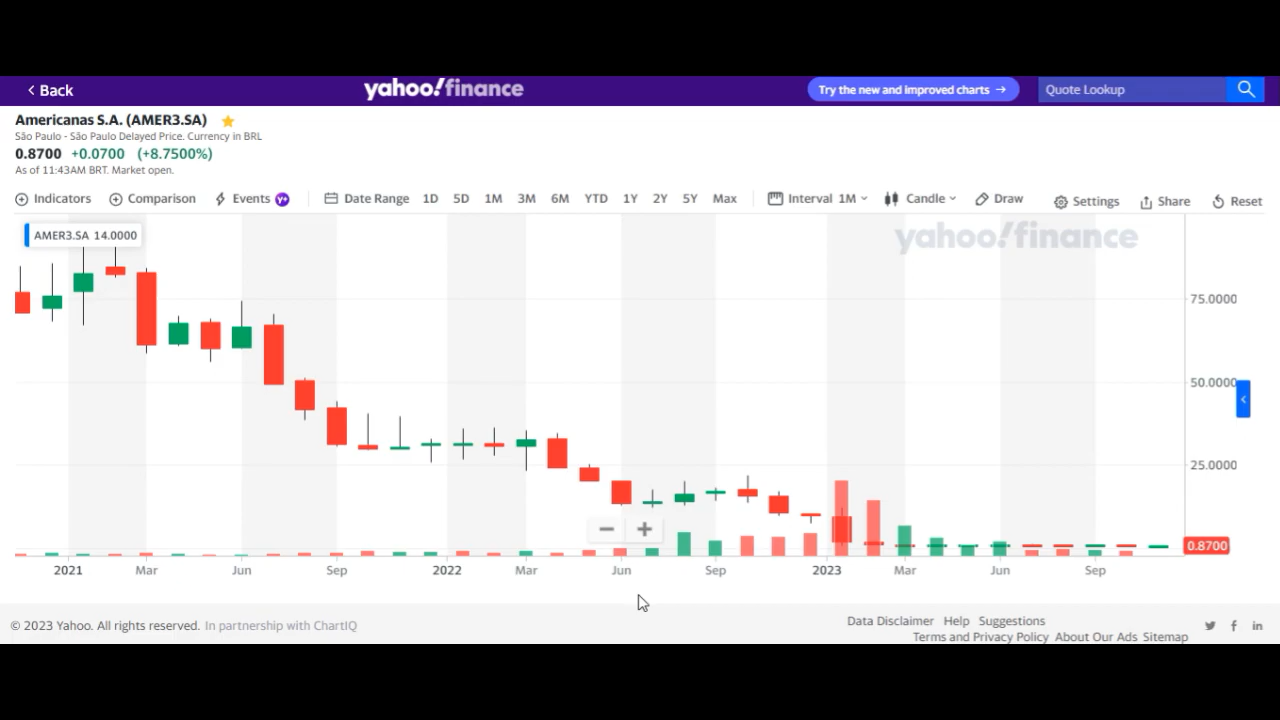 Back
yahoo!finance
Try the new and improved charts →
Quote Lookup
Americanas S.A. (AMER3.SA)
São Paulo - São Paulo Delayed Price. Currency in BRL
0.8700 +0.0700 (+8.7500%)
As of 11:43AM BRT. Market open.
Indicators Comparison Events Y+ Date Range 1D 5D 1M 3M 6M YTD 1Y 2Y 5Y Max Interval 1M Candle Draw Settings Share Reset
AMER3.SA 14.0000
yahoo!finance
75.0000
50.0000
25.0000
0.8700
2021 Mar Jun Sep 2022 Mar Jun Sep 2023 Mar Jun Sep
© 2023 Yahoo. All rights reserved. In partnership with ChartIQ
Data Disclaimer Help Suggestions
Terms and Privacy Policy About Our Ads Sitemap